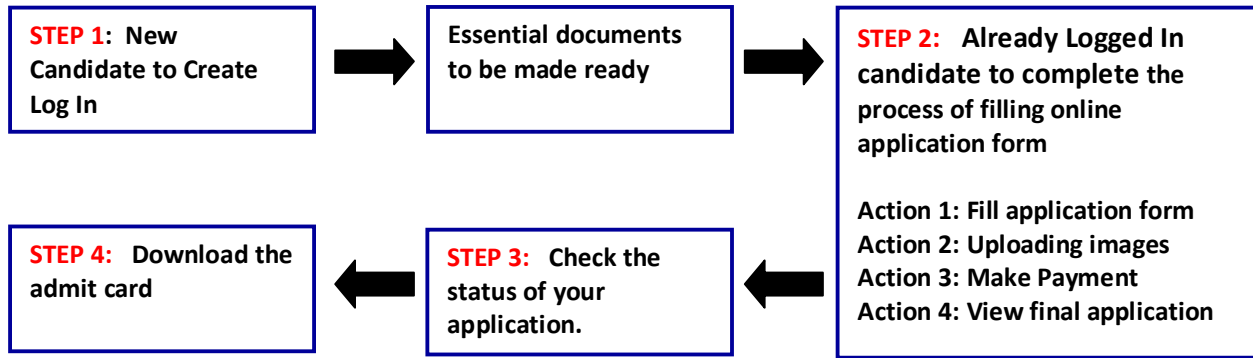 STEP 1: New
Candidate to Create
Log In
Essential documents
to be made ready
STEP 2: Already Logged In
candidate to complete the
process of filling online
application form
Action 1: Fill application form
Action 2: Uploading images
Action 3: Make Payment
Action 4: View final application
STEP 3: Check the
status of your
application.
STEP 4: Download the
admit card